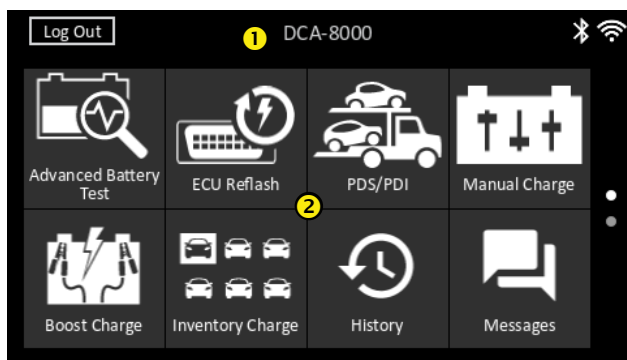 Log Out
1
DCA-8000
Advanced Battery
Test
ECU Reflash
PDS/PDI
Manual Charge
2
Boost Charge
Inventory Charge
History
Messages